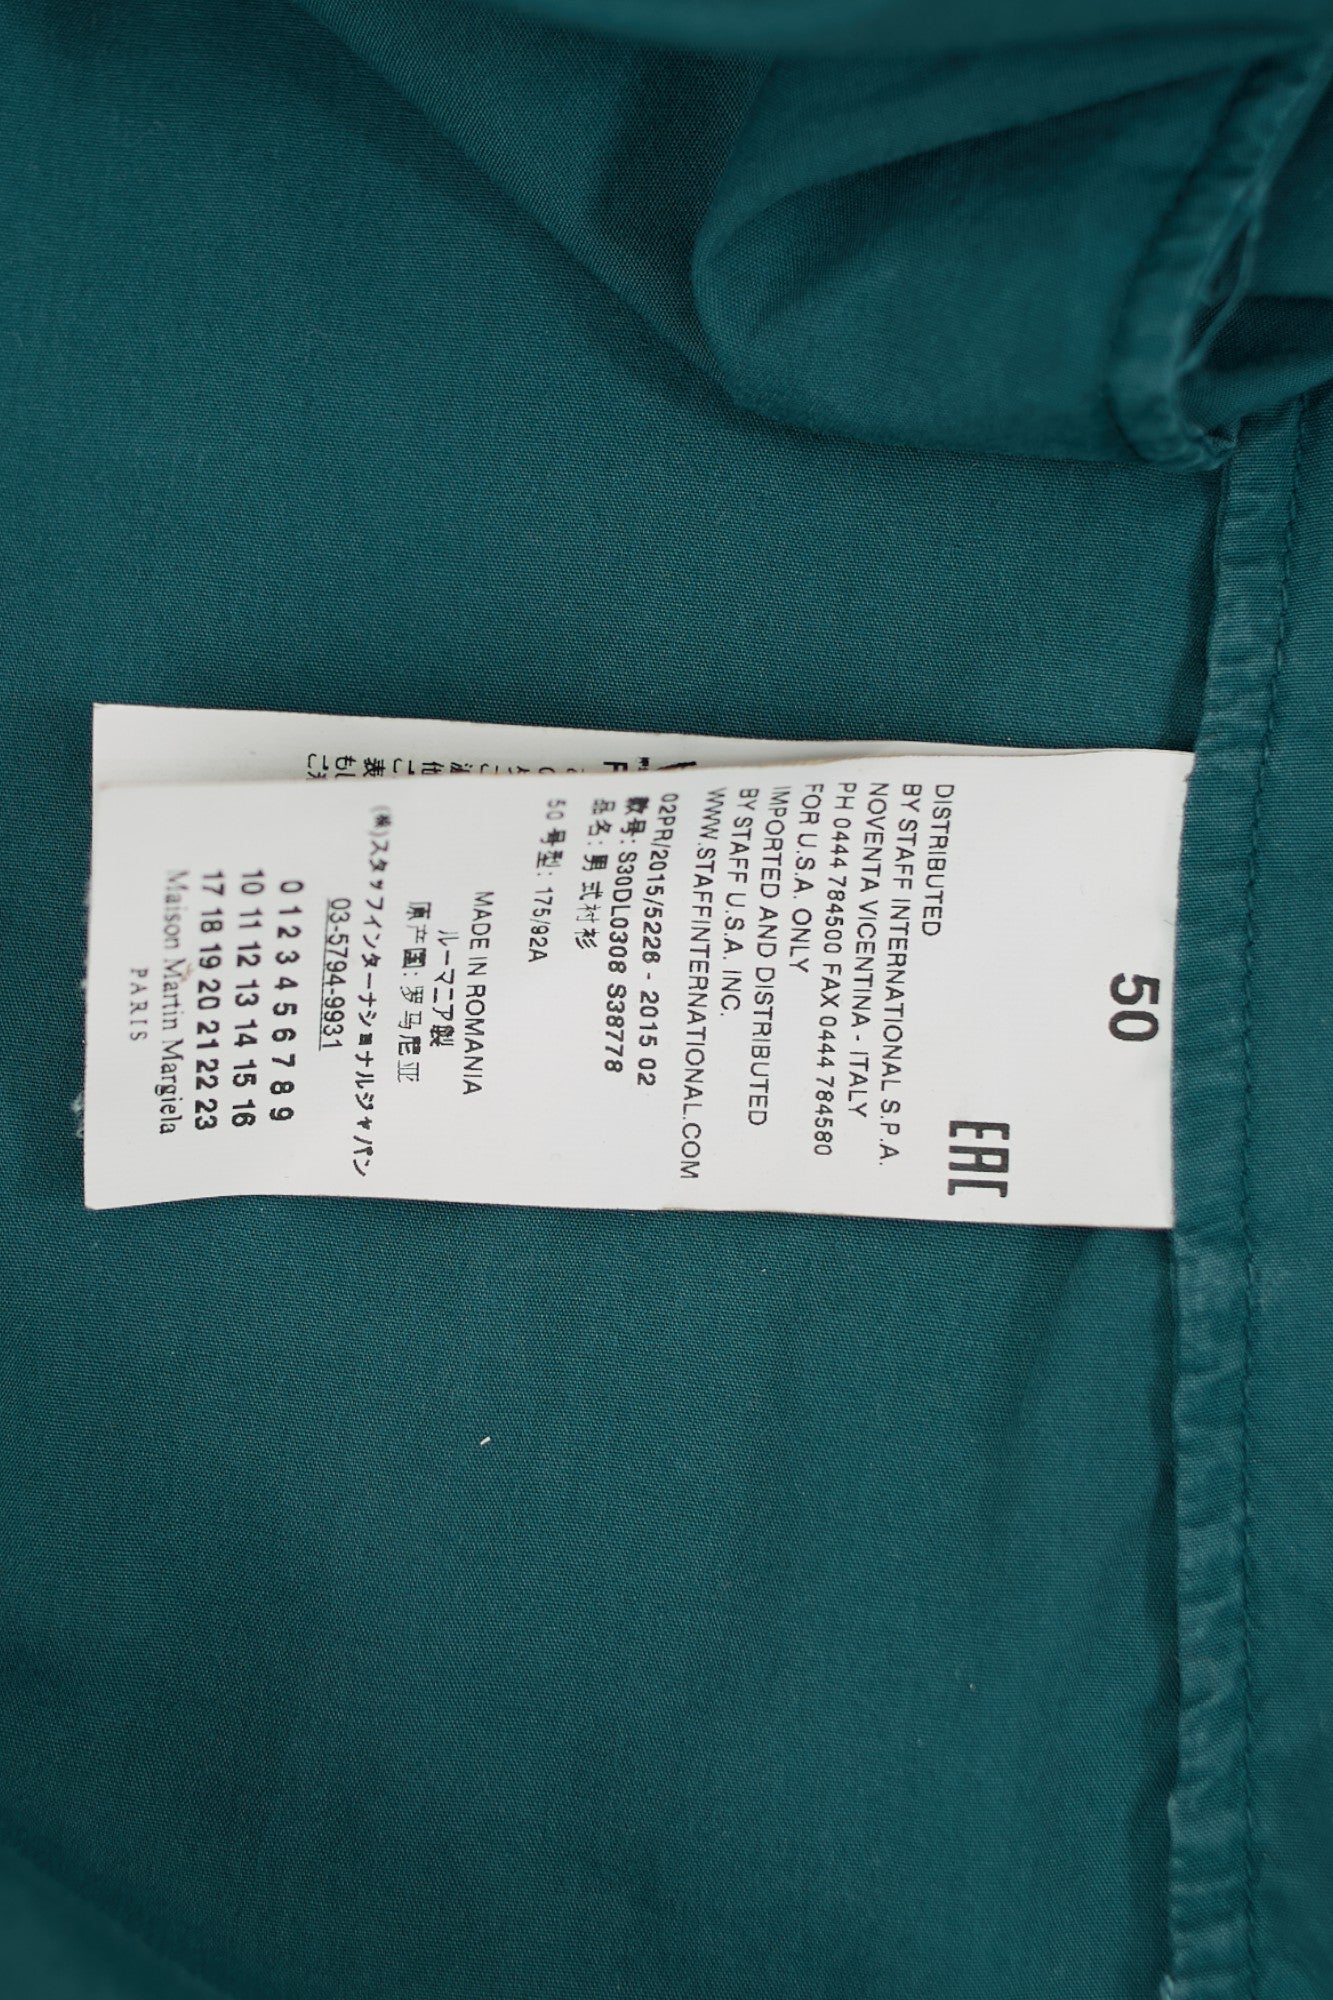 50
EAC
DISTRIBUTED
BY STAFF INTERNATIONAL S.P.A.
NOVENTA VICENTINA - ITALY
PH 0444 784500 FAX 0444 784580
FOR U.S.A. ONLY
IMPORTED AND DISTRIBUTED
BY STAFF U.S.A. INC.
WWW.STAFFINTERNATIONAL.COM
02PR/2015/5228 - 2015 02
款号: S30DL0308 S38778
品名: 男式衬衫
50 号型: 175/92A
MADE IN ROMANIA
ルーマニア製
原产国: 罗马尼亚
(株)スタッフインターナショナルジャパン
03-5794-9931
0 1 2 3 4 5 6 7 8 9
10 11 12 13 14 15 16
17 18 19 20 21 22 23
Maison Martin Margiela
PARIS